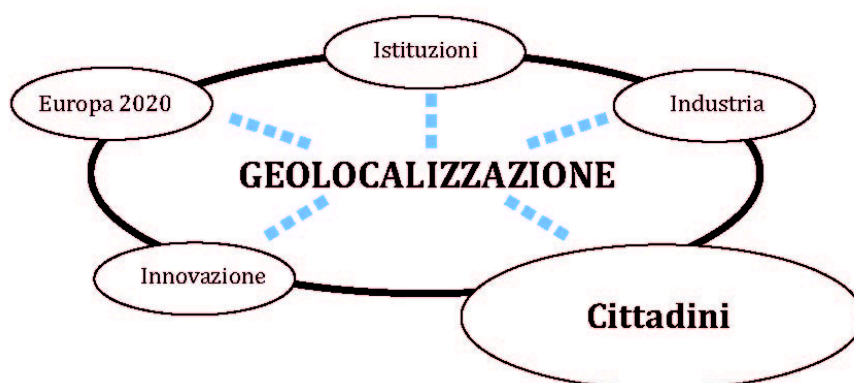 Istituzioni
Europa 2020
Industria
GEOLOCALIZZAZIONE
Innovazione
Cittadini